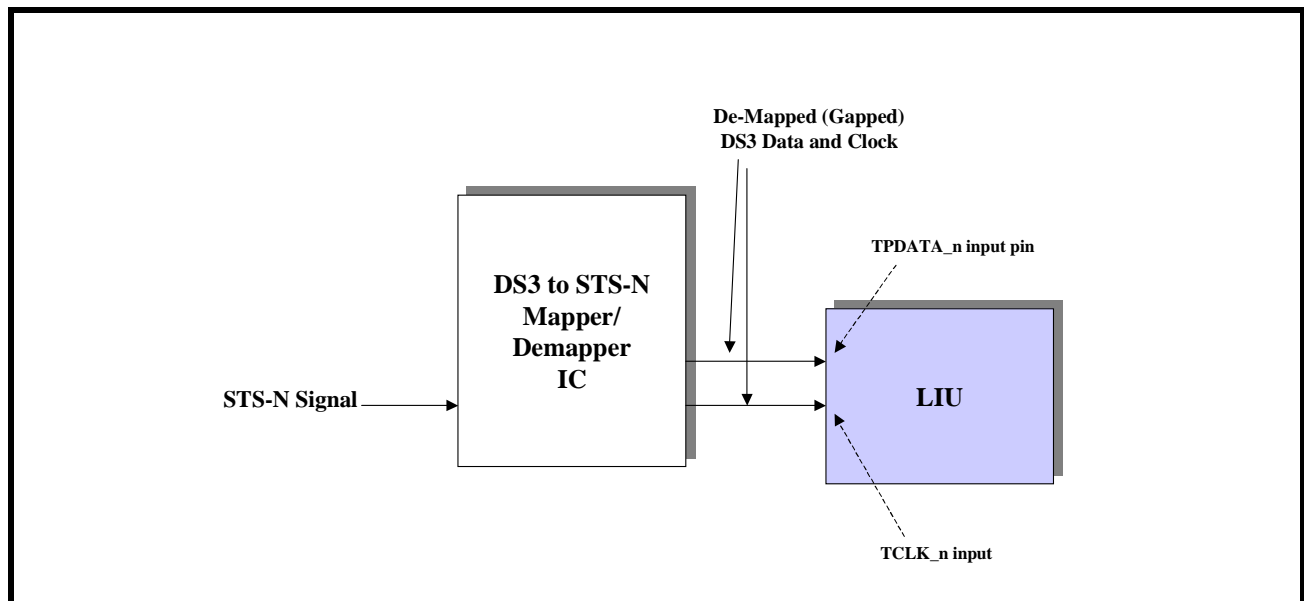 De-Mapped (Gapped)
DS3 Data and Clock
TPDATA_n input pin
DS3 to STS-N
Mapper/
Demapper
IC
STS-N Signal
LIU
TCLK_n input